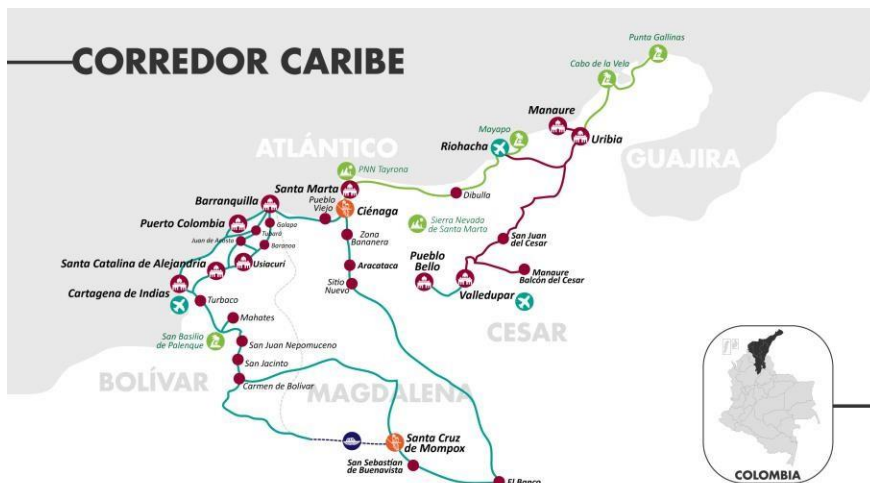 CORREDOR CARIBE
Punta Gallinas
Cabo de la Vela
Manaure
Mayapo
Uribia
Riohacha
ATLÁNTICO
GUAJIRA
PNN Tayrona
Santa Marta
Dibulla
Barranquilla
Pueblo
Viejo
Ciénaga
Puerto Colombia
Galapa
Tubará
Juan de Acosta
Baranoa
Sierra Nevado
de Santa Marta
Zona
Bananera
San Juan
del Cesar
Santa Catalina de Alejandría
Usiacurí
Aracataca
Pueblo
Bello
Manaure
Balcón del Cesar
Cartagena de Indias
Sitio
Nuevo
Valledupar
Turbaco
Mahates
CESAR
San Basilio
de Palenque
San Juan Nepomuceno
San Jacinto
BOLÍVAR
MAGDALENA
Carmen de Bolívar
Santa Cruz
de Mompox
San Sebastían
de Buenavista
El Banco
COLOMBIA